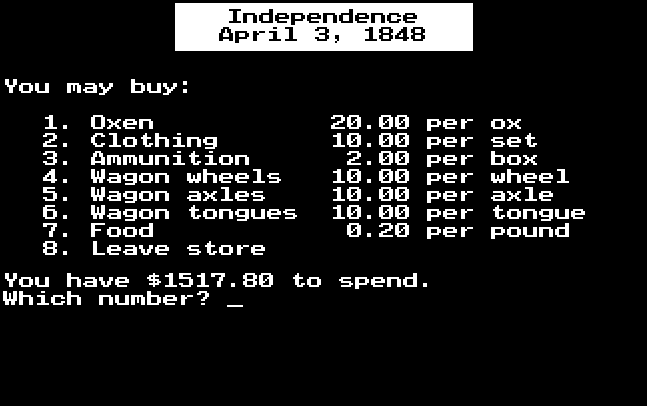 Independence
April 3, 1848
You may buy:
1. Oxen 20.00 per ox
2. Clothing 10.00 per set
3. Ammunition 2.00 per box
4. Wagon wheels 10.00 per wheel
5. Wagon axles 10.00 per axle
6. Wagon tongues 10.00 per tongue
7. Food 0.20 per pound
8. Leave store
You have $1517.80 to spend.
Which number? _